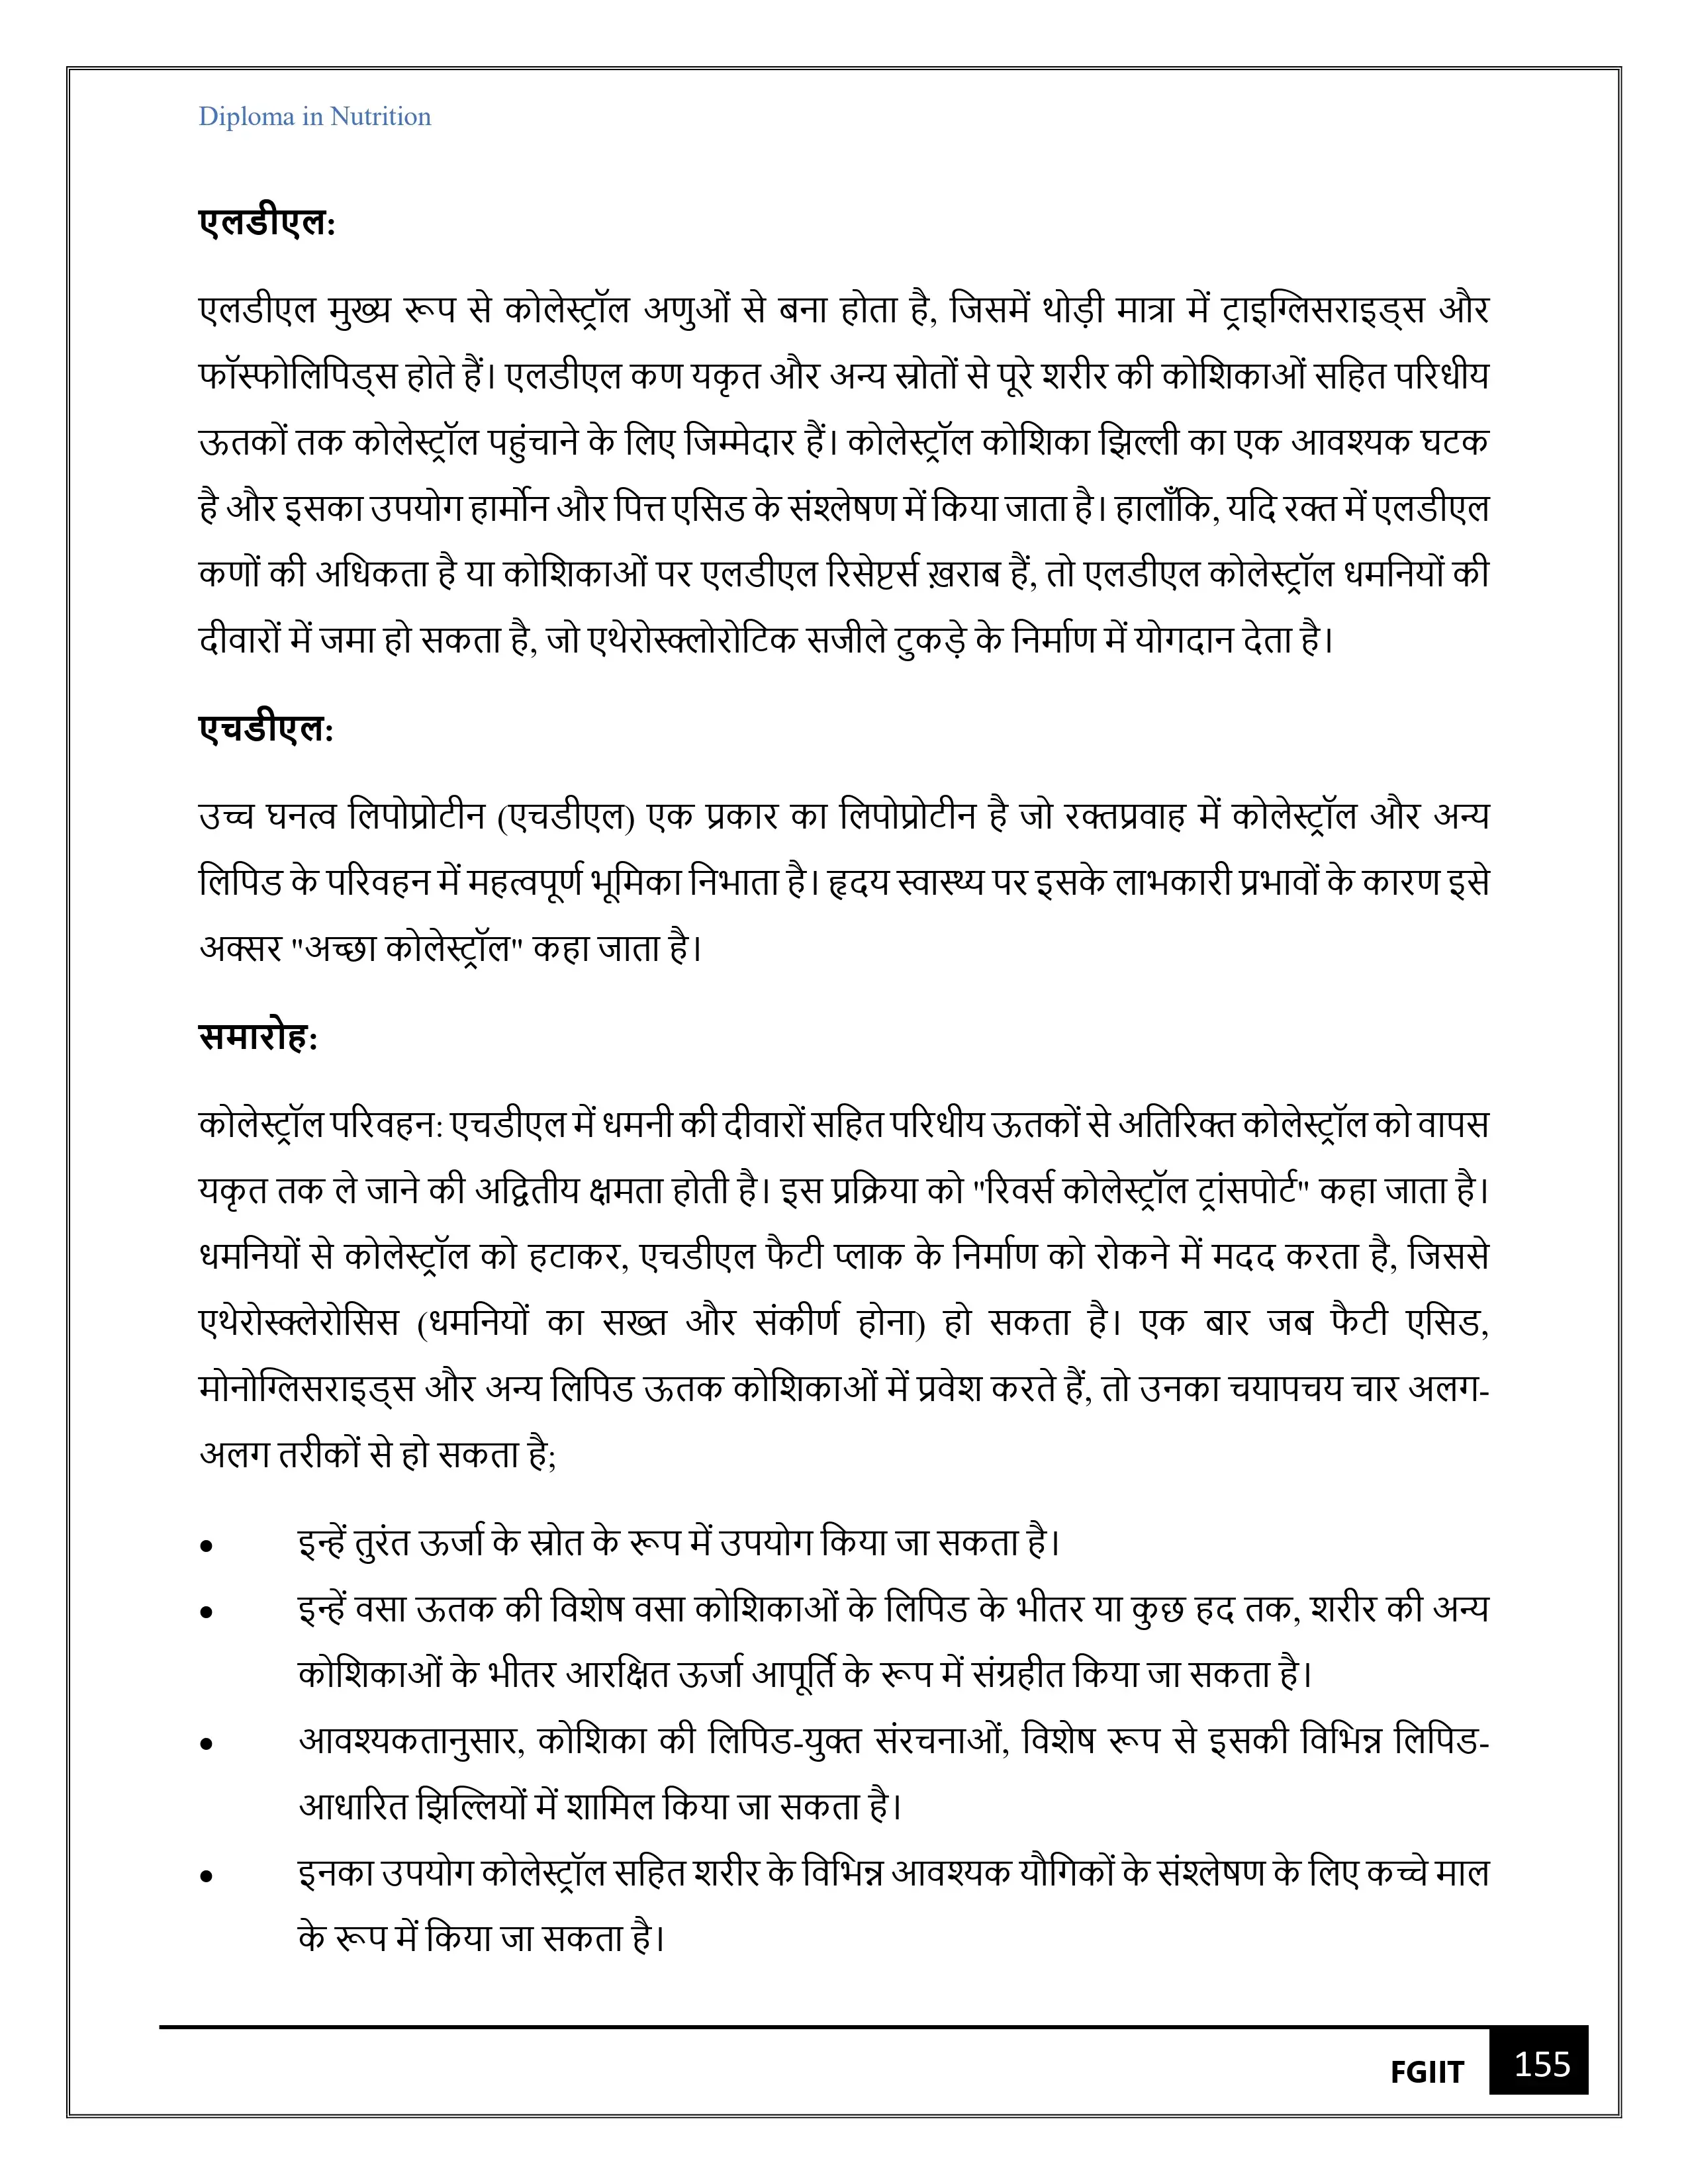 Diploma in Nutrition
एलडीएल:
एलडीएल मुख्य रूप से कोलेस्ट्रॉल अणुओं से बना होता है, जिसमें थोड़ी मात्रा में ट्राइग्लिसराइड्स और
फॉस्फोलिपिड्स होते हैं। एलडीएल कण यकृत और अन्य स्रोतों से पूरे शरीर की कोशिकाओं सहित परिधीय
ऊतकों तक कोलेस्ट्रॉल पहुंचाने के लिए जिम्मेदार हैं। कोलेस्ट्रॉल कोशिका झिल्ली का एक आवश्यक घटक
है और इसका उपयोग हार्मोन और पित्त एसिड के संश्लेषण में किया जाता है। हालाँकि, यदि रक्त में एलडीएल
कणों की अधिकता है या कोशिकाओं पर एलडीएल रिसेप्टर्स ख़राब हैं, तो एलडीएल कोलेस्ट्रॉल धमनियों की
दीवारों में जमा हो सकता है, जो एथेरोस्क्लोरोटिक सजीले टुकड़े के निर्माण में योगदान देता है।
एचडीएल:
उच्च घनत्व लिपोप्रोटीन (एचडीएल) एक प्रकार का लिपोप्रोटीन है जो रक्तप्रवाह में कोलेस्ट्रॉल और अन्य
लिपिड के परिवहन में महत्वपूर्ण भूमिका निभाता है। हृदय स्वास्थ्य पर इसके लाभकारी प्रभावों के कारण इसे
अक्सर "अच्छा कोलेस्ट्रॉल" कहा जाता है।
समारोह:
कोलेस्ट्रॉल परिवहन: एचडीएल में धमनी की दीवारों सहित परिधीय ऊतकों से अतिरिक्त कोलेस्ट्रॉल को वापस
यकृत तक ले जाने की अद्वितीय क्षमता होती है। इस प्रक्रिया को "रिवर्स कोलेस्ट्रॉल ट्रांसपोर्ट" कहा जाता है।
धमनियों से कोलेस्ट्रॉल को हटाकर, एचडीएल फैटी प्लाक के निर्माण को रोकने में मदद करता है, जिससे
एथेरोस्क्लेरोसिस (धमनियों का सख्त और संकीर्ण होना) हो सकता है। एक बार जब फैटी एसिड,
मोनोग्लिसराइड्स और अन्य लिपिड ऊतक कोशिकाओं में प्रवेश करते हैं, तो उनका चयापचय चार अलग-
अलग तरीकों से हो सकता है;
• इन्हें तुरंत ऊर्जा के स्रोत के रूप में उपयोग किया जा सकता है।
• इन्हें वसा ऊतक की विशेष वसा कोशिकाओं के लिपिड के भीतर या कुछ हद तक, शरीर की अन्य
कोशिकाओं के भीतर आरक्षित ऊर्जा आपूर्ति के रूप में संग्रहीत किया जा सकता है।
• आवश्यकतानुसार, कोशिका की लिपिड-युक्त संरचनाओं, विशेष रूप से इसकी विभिन्न लिपिड-
आधारित झिल्लियों में शामिल किया जा सकता है।
• इनका उपयोग कोलेस्ट्रॉल सहित शरीर के विभिन्न आवश्यक यौगिकों के संश्लेषण के लिए कच्चे माल
के रूप में किया जा सकता है।
FGIIT 155